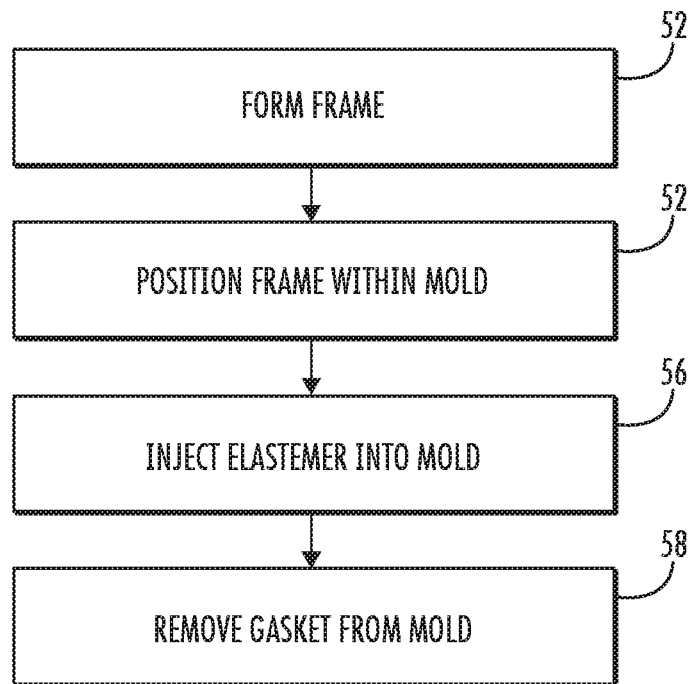 52
FORM FRAME
52
POSITION FRAME WITHIN MOLD
56
INJECT ELASTEMER INTO MOLD
58
REMOVE GASKET FROM MOLD